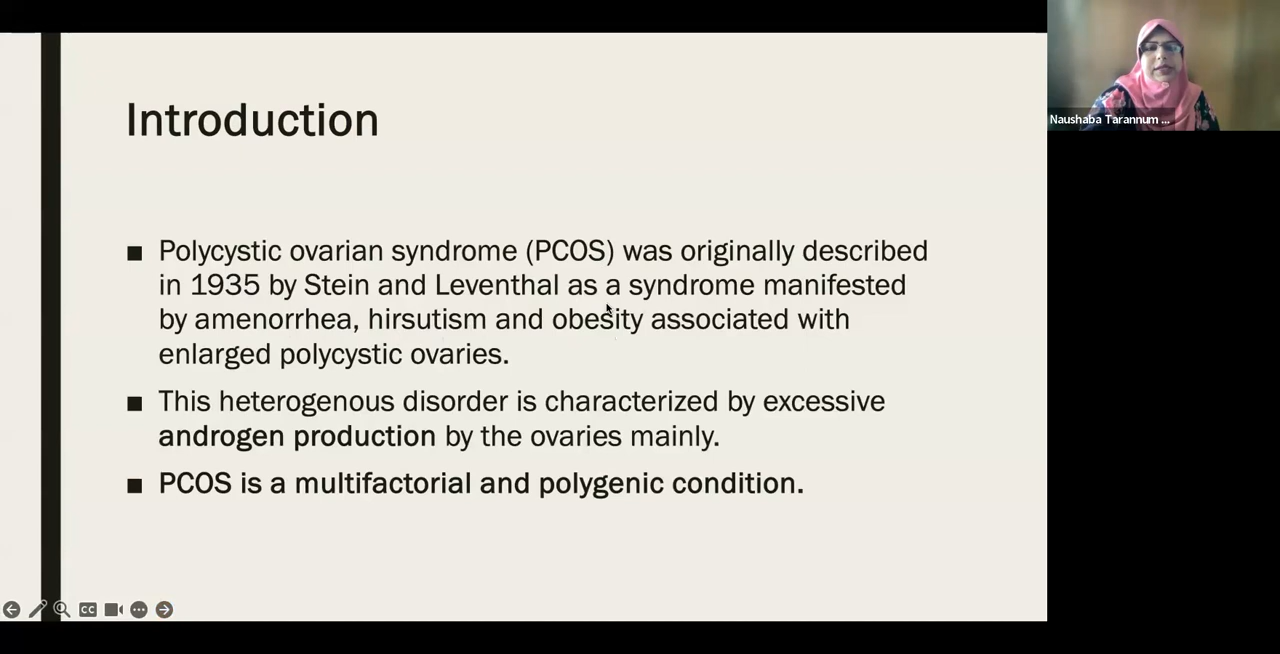 Introduction
■ Polycystic ovarian syndrome (PCOS) was originally described
in 1935 by Stein and Leventhal as a syndrome manifested
by amenorrhea, hirsutism and obesity associated with
enlarged polycystic ovaries.
■ This heterogenous disorder is characterized by excessive
androgen production by the ovaries mainly.
■ PCOS is a multifactorial and polygenic condition.
Naushaba Tarannum ...
CC